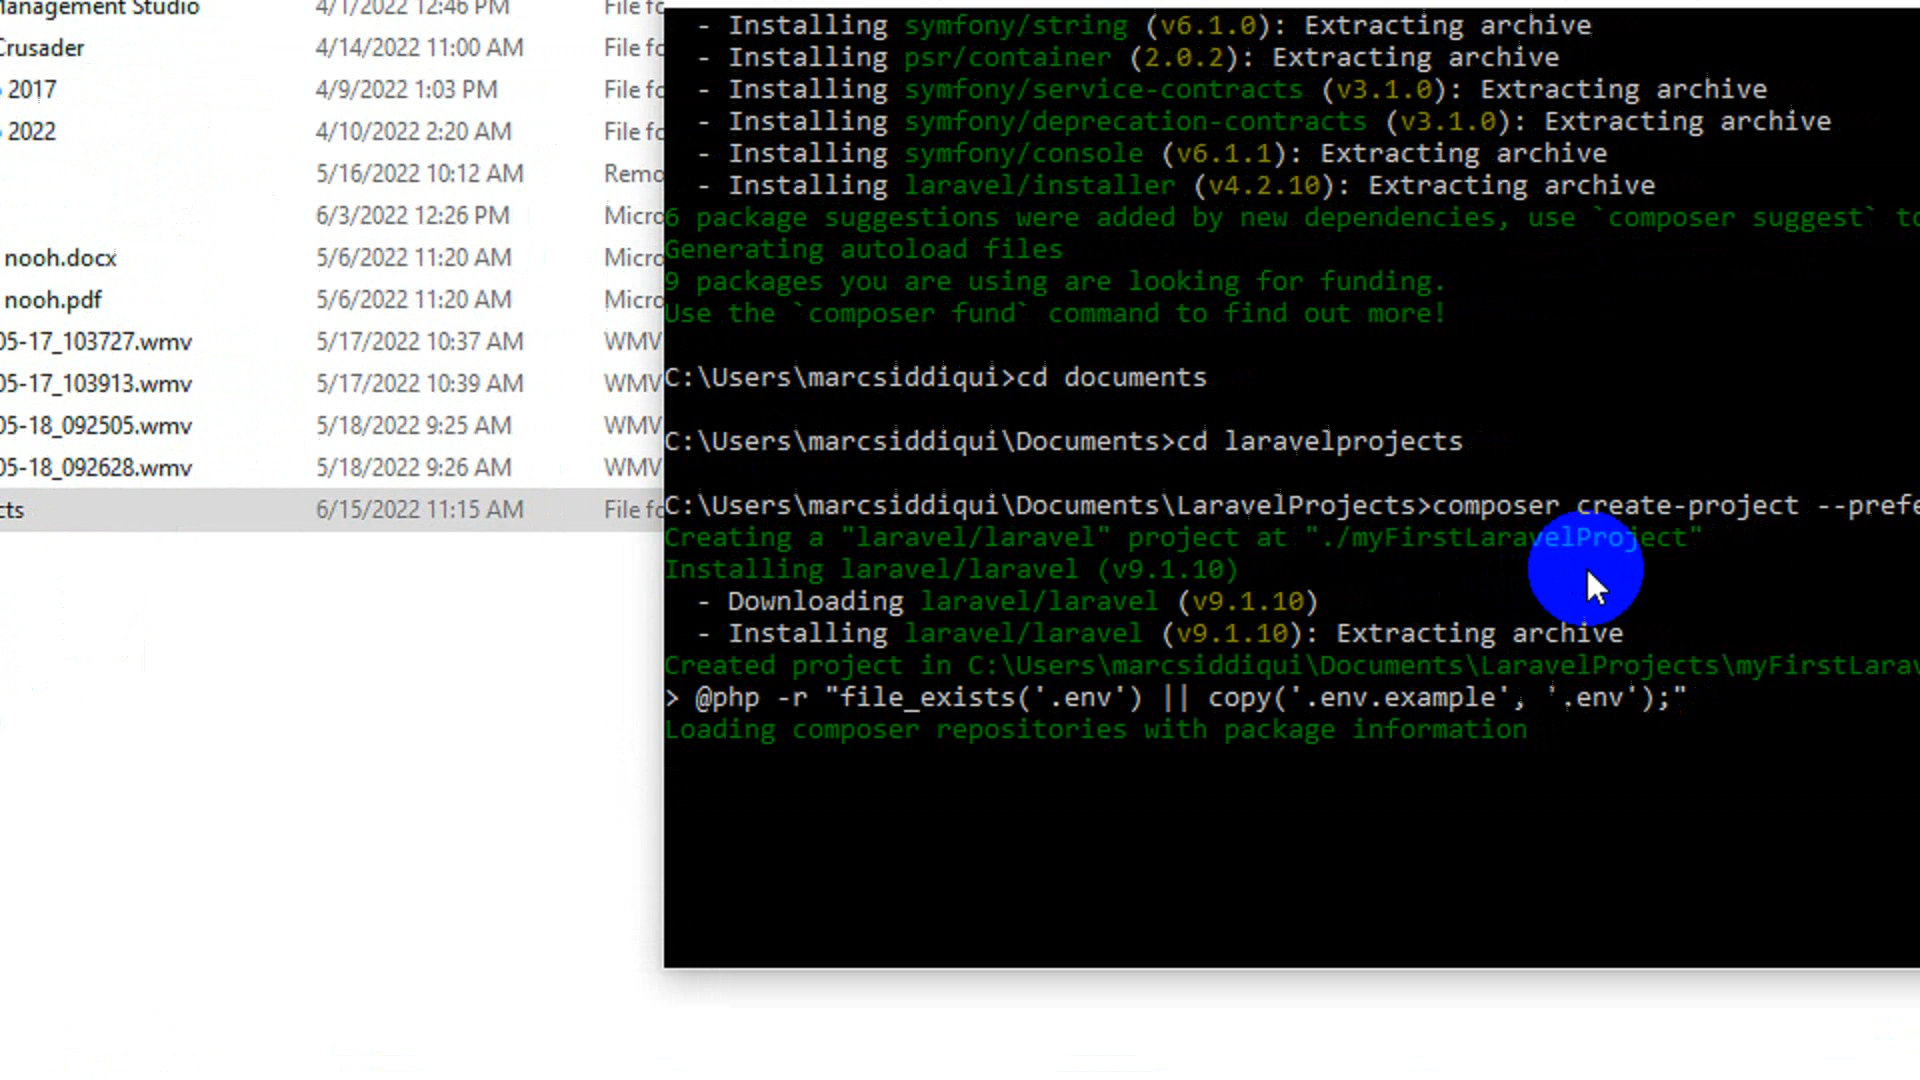 anagement Studio 4/1/2022 12:46 PM File fo
Crusader 4/14/2022 11:00 AM File fo
2017 4/9/2022 1:03 PM File fo
2022 4/10/2022 2:20 AM File fo
5/16/2022 10:12 AM Remo
6/3/2022 12:26 PM Micro
nooh.docx 5/6/2022 11:20 AM Micro
nooh.pdf 5/6/2022 11:20 AM Micro
05-17_103727.wmv 5/17/2022 10:37 AM WMV
05-17_103913.wmv 5/17/2022 10:39 AM WMV
05-18_092505.wmv 5/18/2022 9:25 AM WMV
05-18_092628.wmv 5/18/2022 9:26 AM WMV
cts 6/15/2022 11:15 AM File fo
- Installing symfony/string (v6.1.0): Extracting archive
- Installing psr/container (2.0.2): Extracting archive
- Installing symfony/service-contracts (v3.1.0): Extracting archive
- Installing symfony/deprecation-contracts (v3.1.0): Extracting archive
- Installing symfony/console (v6.1.1): Extracting archive
- Installing laravel/installer (v4.2.10): Extracting archive
6 package suggestions were added by new dependencies, use `composer suggest` to
Generating autoload files
9 packages you are using are looking for funding.
Use the `composer fund` command to find out more!
C:\Users\marcsiddiqui>cd documents
C:\Users\marcsiddiqui\Documents>cd laravelprojects
C:\Users\marcsiddiqui\Documents\LaravelProjects>composer create-project --prefe
Creating a "laravel/laravel" project at "./myFirstLaravelProject"
Installing laravel/laravel (v9.1.10)
- Downloading laravel/laravel (v9.1.10)
- Installing laravel/laravel (v9.1.10): Extracting archive
Created project in C:\Users\marcsiddiqui\Documents\LaravelProjects\myFirstLarav
> @php -r "file_exists('.env') || copy('.env.example', '.env');"
Loading composer repositories with package information